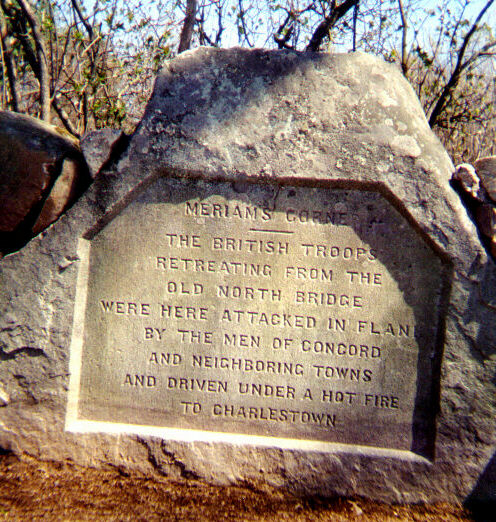 MERIAM'S CORNER
THE BRITISH TROOPS
RETREATING FROM THE
OLD NORTH BRIDGE
WERE HERE ATTACKED IN FLANK
BY THE MEN OF CONCORD
AND NEIGHBORING TOWNS
AND DRIVEN UNDER A HOT FIRE
TO CHARLESTOWN